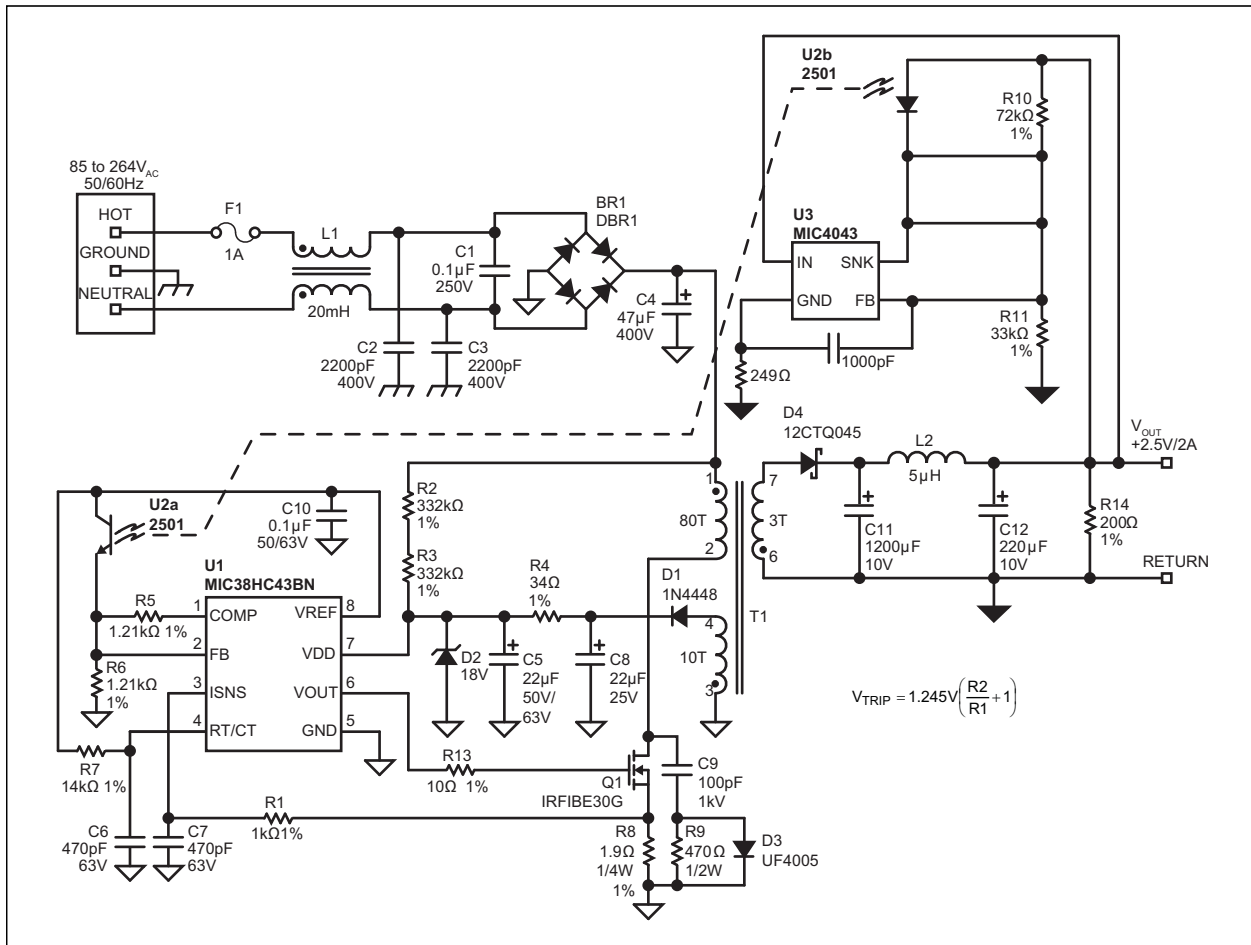 U2b
2501
R10
72kΩ
1%
85 to 264VAC
50/60Hz
HOT
GROUND
NEUTRAL
F1
1A
L1
20mH
C1
0.1µF
250V
BR1
DBR1
C4
47µF
400V
C2
2200pF
400V
C3
2200pF
400V
U3
MIC4043
IN
SNK
GND
FB
R11
33kΩ
1%
1000pF
249Ω
D4
12CTQ045
L2
5µH
VOUT
+2.5V/2A
C11
1200µF
10V
C12
220µF
10V
R14
200Ω
1%
RETURN
1
80T
2
7
3T
6
T1
4
10T
3
R2
332kΩ
1%
R3
332kΩ
1%
R4
34Ω
1%
D1
1N4448
U2a
2501
C10
0.1µF
50/63V
U1
MIC38HC43BN
R5
1.21kΩ 1%
R6
1.21kΩ
1%
1 COMP VREF 8
2 FB VDD 7
3 ISNS VOUT 6
4 RT/CT GND 5
D2
18V
C5
22µF
50V/
63V
C8
22µF
25V
VTRIP = 1.245V(R2/R1 + 1)
R7
14kΩ 1%
R13
10Ω 1%
Q1
IRFIBE30G
C9
100pF
1kV
R1
1kΩ1%
C6
470pF
63V
C7
470pF
63V
R8
1.9Ω
1/4W
1%
R9
470Ω
1/2W
D3
UF4005